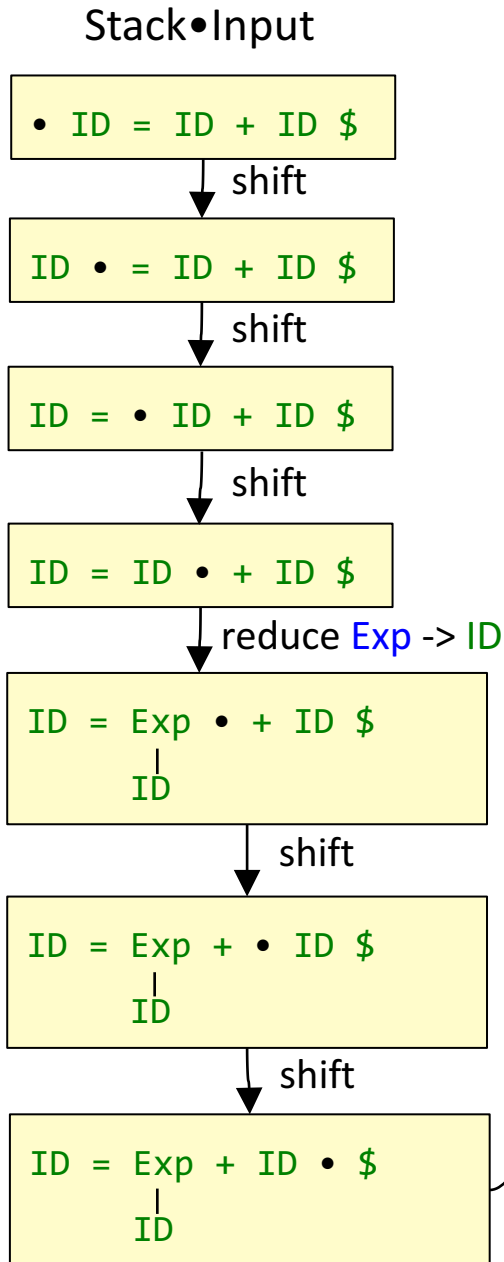 Stack•Input
• ID = ID + ID $
shift
ID • = ID + ID $
shift
ID = • ID + ID $
shift
ID = ID • + ID $
reduce Exp -> ID
ID = Exp • + ID $
ID
shift
ID = Exp + • ID $
ID
shift
ID = Exp + ID • $
ID